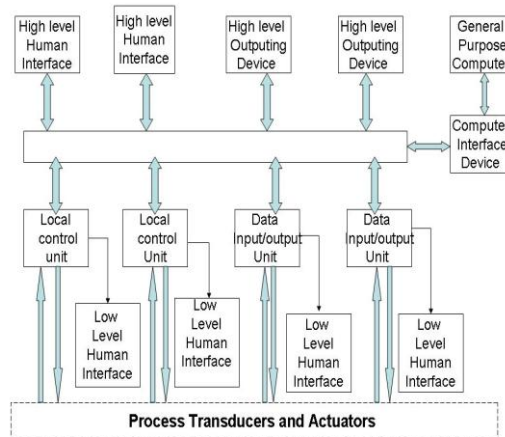 High level
Human
Interface
High level
Human
Interface
High level
Outputing
Device
High level
Outputing
Device
General
Purpose
Computer
Computer
Interface
Device
Local
control
unit
Local
control
Unit
Data
Input/output
Unit
Data
Input/output
Unit
Low
Level
Human
Interface
Low
Level
Human
Interface
Low
Level
Human
Interface
Low
Level
Human
Interface
Process Transducers and Actuators